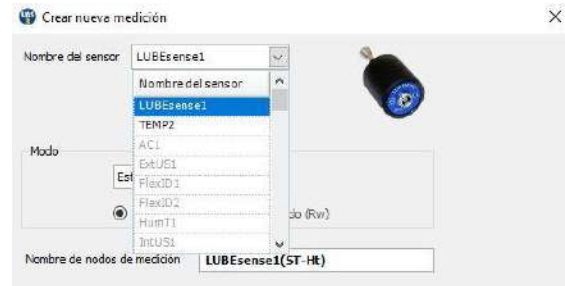 Crear nueva medición
Nombre del sensor LUBEsense1
Nombre del sensor
LUBEsense1
TEMP2
AC1
ExtUS1
Modo
Est
FlexID1
FlexID2
do (Rw)
HumT1
IntUS1
Nombre de nodos de medición LUBEsense1(ST-Ht)